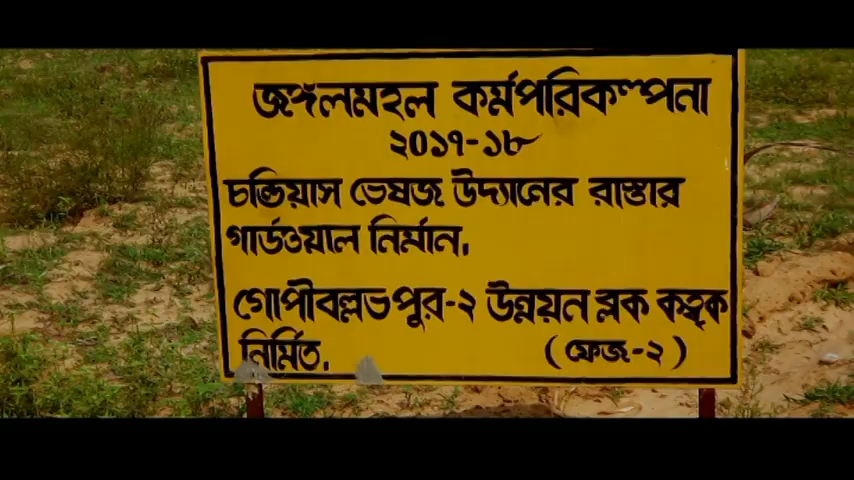 জঙ্গলমহল কর্মপরিকল্পনা
২০১৭-১৮
চন্ডিয়াস ভেষজ উদ্যানের রাস্তার
গার্ডওয়াল নির্মান.
গোপীবল্লভপুর-২ উন্নয়ন ব্লক কর্তৃক
নির্মিত. (ফেজ-২)